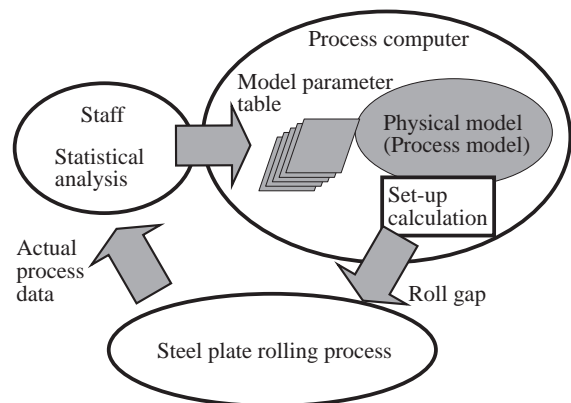 Process computer
Model parameter
table
Staff
Statistical
analysis
Physical model
(Process model)
Set-up
calculation
Actual
process
data
Roll gap
Steel plate rolling process